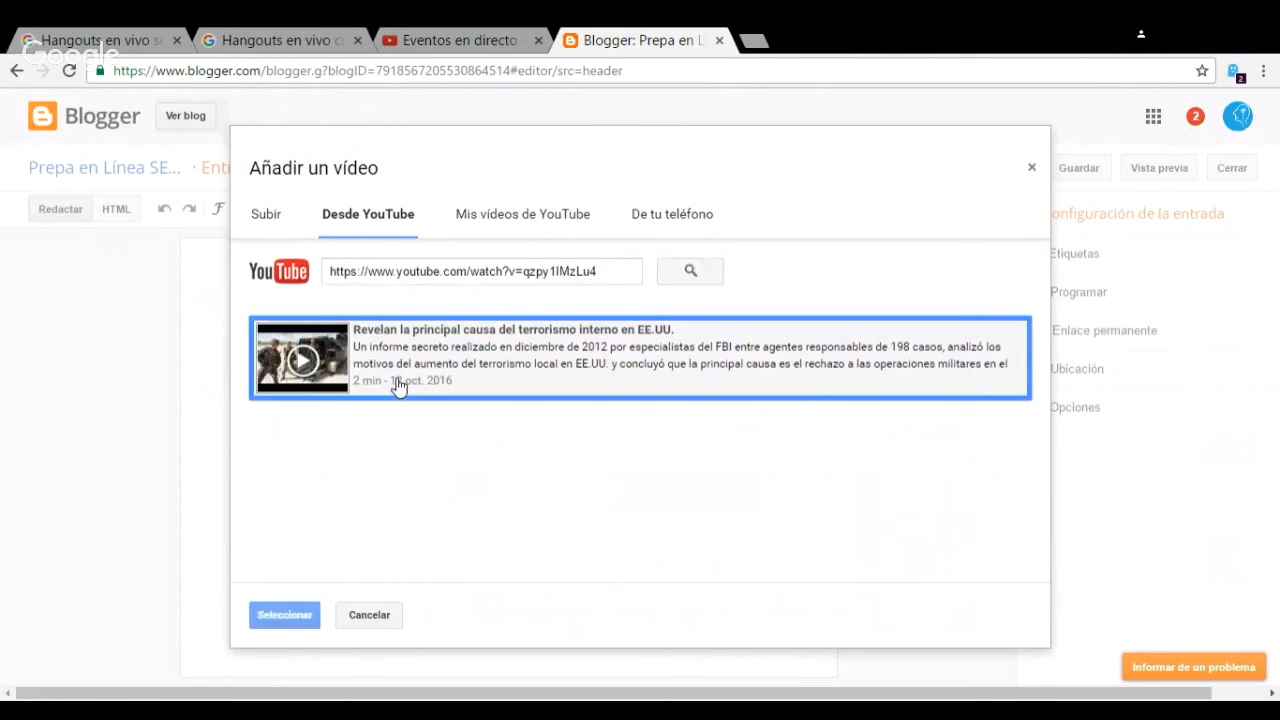 Hangouts en vivo se
Hangouts en vivo c
Eventos en directo -
Blogger: Prepa en L
Google
https://www.blogger.com/blogger.g?blogID=7918567205530864514#editor/src=header
2
Blogger
Ver blog
2
Añadir un vídeo
Prepa en Línea SE... · Ent
Guardar
Vista previa
Cerrar
Redactar
HTML
Subir
Desde YouTube
Mis vídeos de YouTube
De tu teléfono
onfiguración de la entrada
Etiquetas
YouTube
https://www.youtube.com/watch?v=qzpy1IMzLu4
Programar
Revelan la principal causa del terrorismo interno en EE.UU.
Un informe secreto realizado en diciembre de 2012 por especialistas del FBI entre agentes responsables de 198 casos, analizó los
motivos del aumento del terrorismo local en EE.UU. y concluyó que la principal causa es el rechazo a las operaciones militares en el
2 min - oct. 2016
Enlace permanente
Ubicación
Opciones
Seleccionar
Cancelar
Informar de un problema